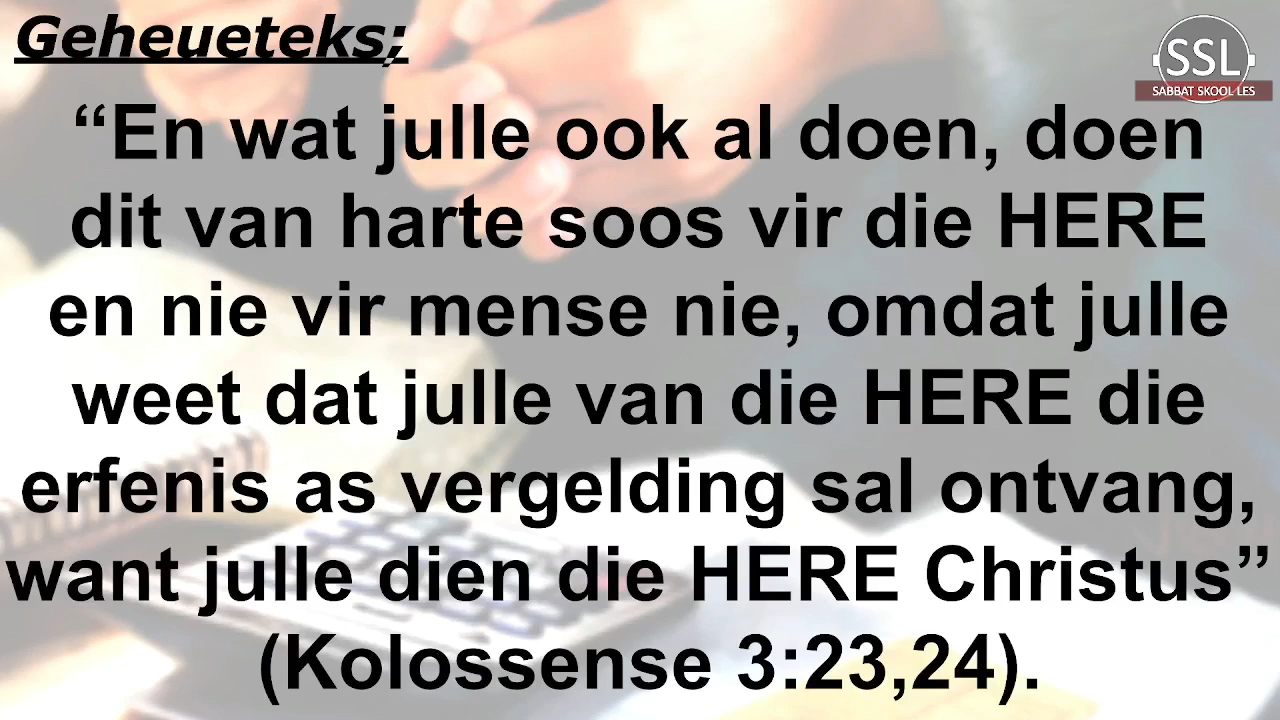 Geheueteks;
SSL
SABBAT SKOOL LES
“En wat julle ook al doen, doen
dit van harte soos vir die HERE
en nie vir mense nie, omdat julle
weet dat julle van die HERE die
erfenis as vergelding sal ontvang,
want julle dien die HERE Christus”
(Kolossense 3:23,24).